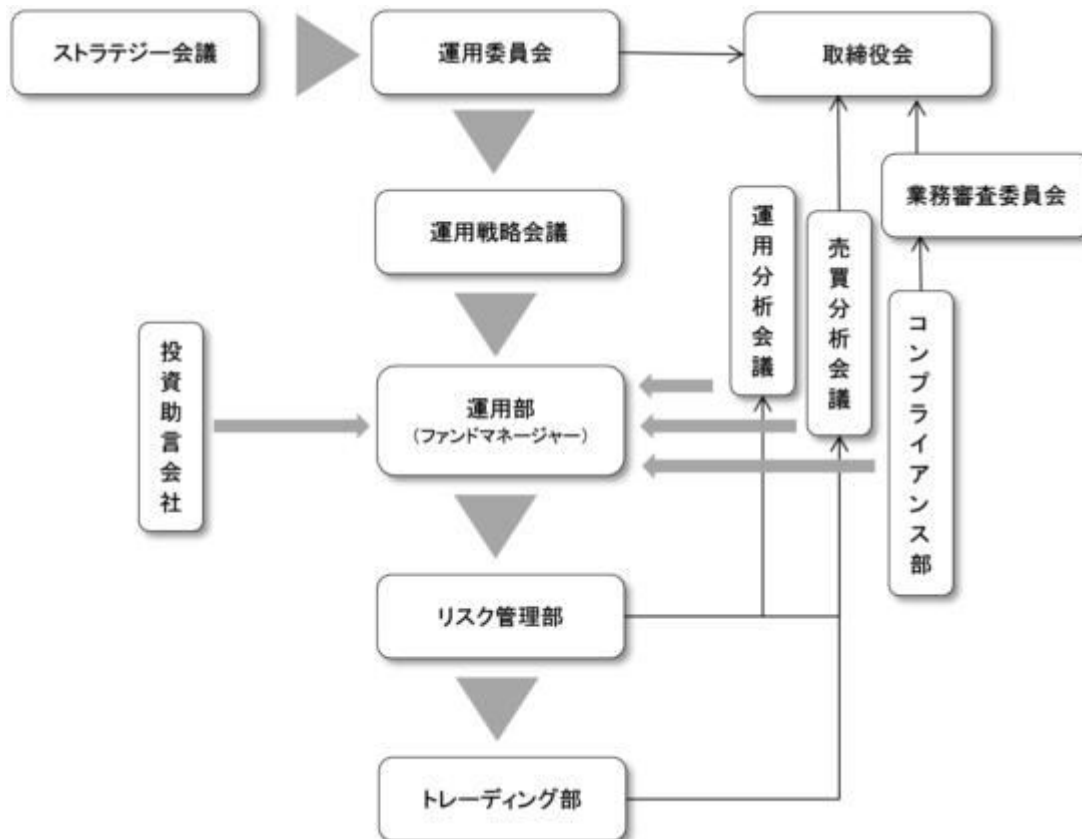 ストラテジー会議
運用委員会
取締役会
業務審査委員会
運用戦略会議
運用分析会議
売買分析会議
コンプライアンス部
投資助言会社
運用部
(ファンドマネージャー)
リスク管理部
トレーディング部